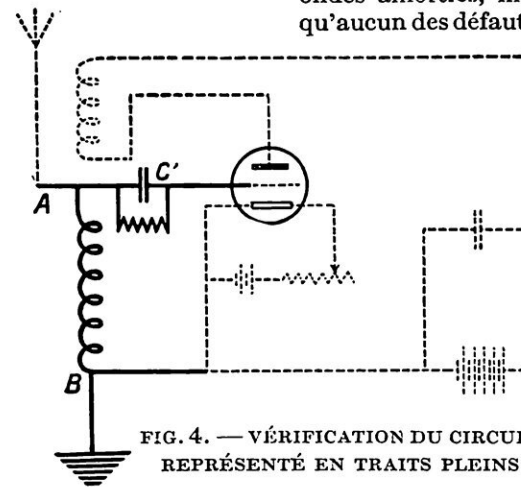 ondes amorties, m
qu'aucun des défaut
C'
A
B
FIG. 4. — VÉRIFICATION DU CIRCUI
REPRÉSENTÉ EN TRAITS PLEINS